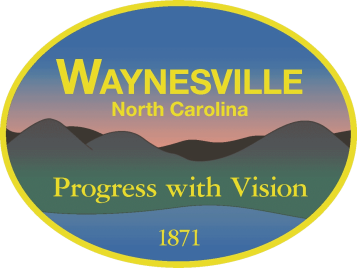 WAYNESVILLE
North Carolina
Progress with Vision
1871